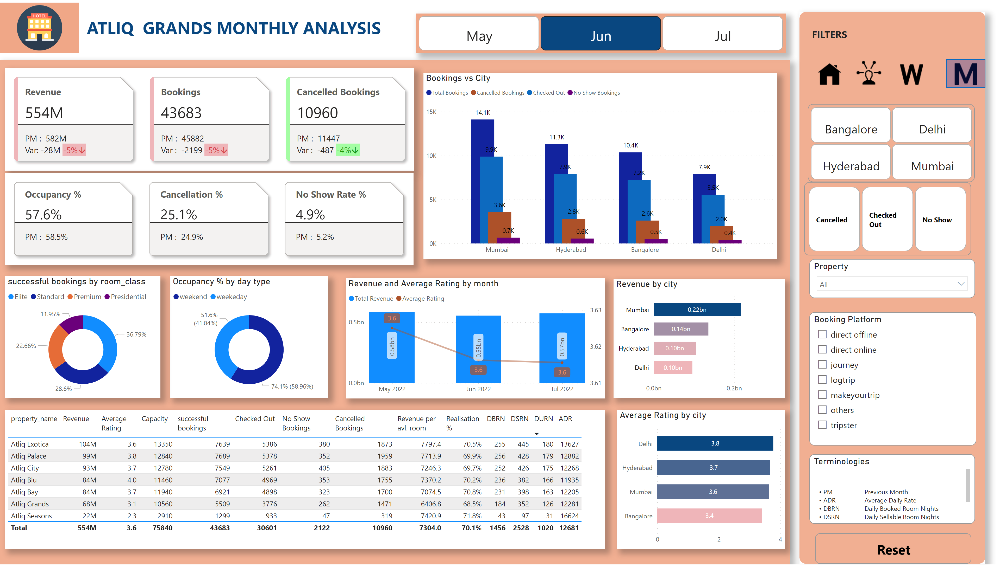 HOTEL
ATLIQ  GRANDS MONTHLY ANALYSIS
May
Jun
Jul
FILTERS
W
M
Revenue
554M
PM :  582M
Var: -28M -5%↓
Bookings
43683
PM :  45882
Var :  -2199 -5%↓
Cancelled Bookings
10960
PM :  11447
Var :  -487 -4%↓
Occupancy %
57.6%
PM :  58.5%
Cancellation %
25.1%
PM :  24.9%
No Show Rate %
4.9%
PM :  5.2%
Bookings vs City
Total Bookings Cancelled Bookings Checked Out No Show Bookings
15K
10K
5K
0K
14.1K
9.9K
3.6K
0.7K
11.3K
7.9K
2.8K
0.6K
10.4K
7.2K
2.6K
0.5K
7.9K
5.5K
2.0K
0.4K
Mumbai
Hyderabad
Bangalore
Delhi
Bangalore
Delhi
Hyderabad
Mumbai
Cancelled
Checked
Out
No Show
Property
All
Booking Platform
direct offline
direct online
journey
logtrip
makeyourtrip
others
tripster
Terminologies
• PM Previous Month
• ADR Average Daily Rate
• DBRN Daily Booked Room Nights
• DSRN Daily Sellable Room Nights
Reset
successful bookings by room_class
Elite Standard Premium Presidential
11.95%
36.79%
22.66%
28.6%
Occupancy % by day type
weekend weekeday
51.6%
(41.04%)
74.1% (58.96%)
Revenue and Average Rating by month
Total Revenue Average Rating
0.5bn
0.0bn
3.63
3.62
3.61
3.6
0.58bn
0.55bn
3.6
0.57bn
3.6
May 2022
Jun 2022
Jul 2022
Revenue by city
Mumbai 0.22bn
Bangalore 0.14bn
Hyderabad 0.10bn
Delhi 0.10bn
0.0bn
0.2bn
property_name Revenue Average Rating Capacity successful bookings Checked Out No Show Bookings Cancelled Bookings Revenue per avl. room Realisation % DBRN DSRN DURN ADR
Atliq Exotica 104M 3.6 13350 7639 5386 380 1873 7797.4 70.5% 255 445 180 13627
Atliq Palace 99M 3.8 12840 7689 5378 352 1959 7713.9 69.9% 256 428 179 12882
Atliq City 93M 3.7 12780 7549 5261 405 1883 7246.3 69.7% 252 426 175 12268
Atliq Blu 84M 4.0 11460 7077 4969 353 1755 7370.2 70.2% 236 382 166 11935
Atliq Bay 84M 3.7 11940 6921 4898 323 1700 7074.5 70.8% 231 398 163 12205
Atliq Grands 68M 3.1 10560 5509 3776 262 1471 6406.8 68.5% 184 352 126 12281
Atliq Seasons 22M 2.3 2910 1299 933 47 319 7420.9 71.8% 43 97 31 16624
Total 554M 3.6 75840 43683 30601 2122 10960 7304.0 70.1% 1456 2528 1020 12681
Average Rating by city
Delhi 3.8
Hyderabad 3.7
Mumbai 3.6
Bangalore 3.4
0
2
4